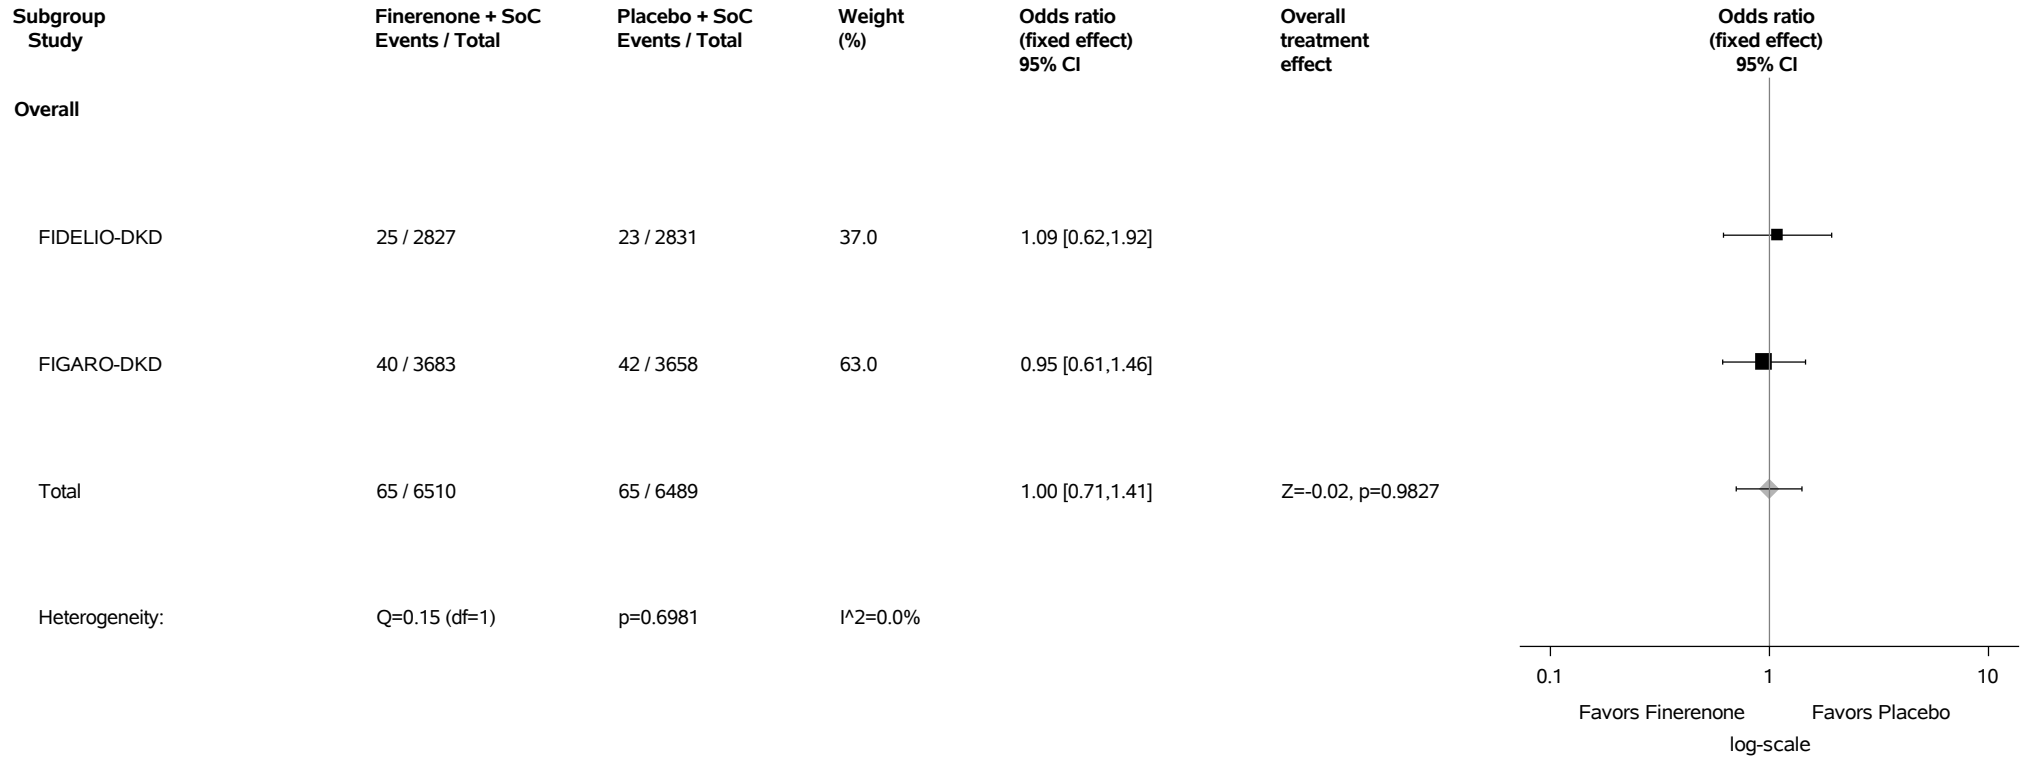 Subgroup Finerenone + SoC Placebo + SoC Weight Odds ratio Overall Odds ratio
Study Events / Total Events / Total (%) (fixed effect) treatment (fixed effect)
95% CI effect 95% CI
Overall
FIDELIO-DKD 25 / 2827 23 / 2831 37.0 1.09 [0.62,1.92]
FIGARO-DKD 40 / 3683 42 / 3658 63.0 0.95 [0.61,1.46]
Total 65 / 6510 65 / 6489 1.00 [0.71,1.41] Z=-0.02, p=0.9827
Heterogeneity: Q=0.15 (df=1) p=0.6981 I^2=0.0%
0.1 1 10
Favors Finerenone Favors Placebo
log-scale